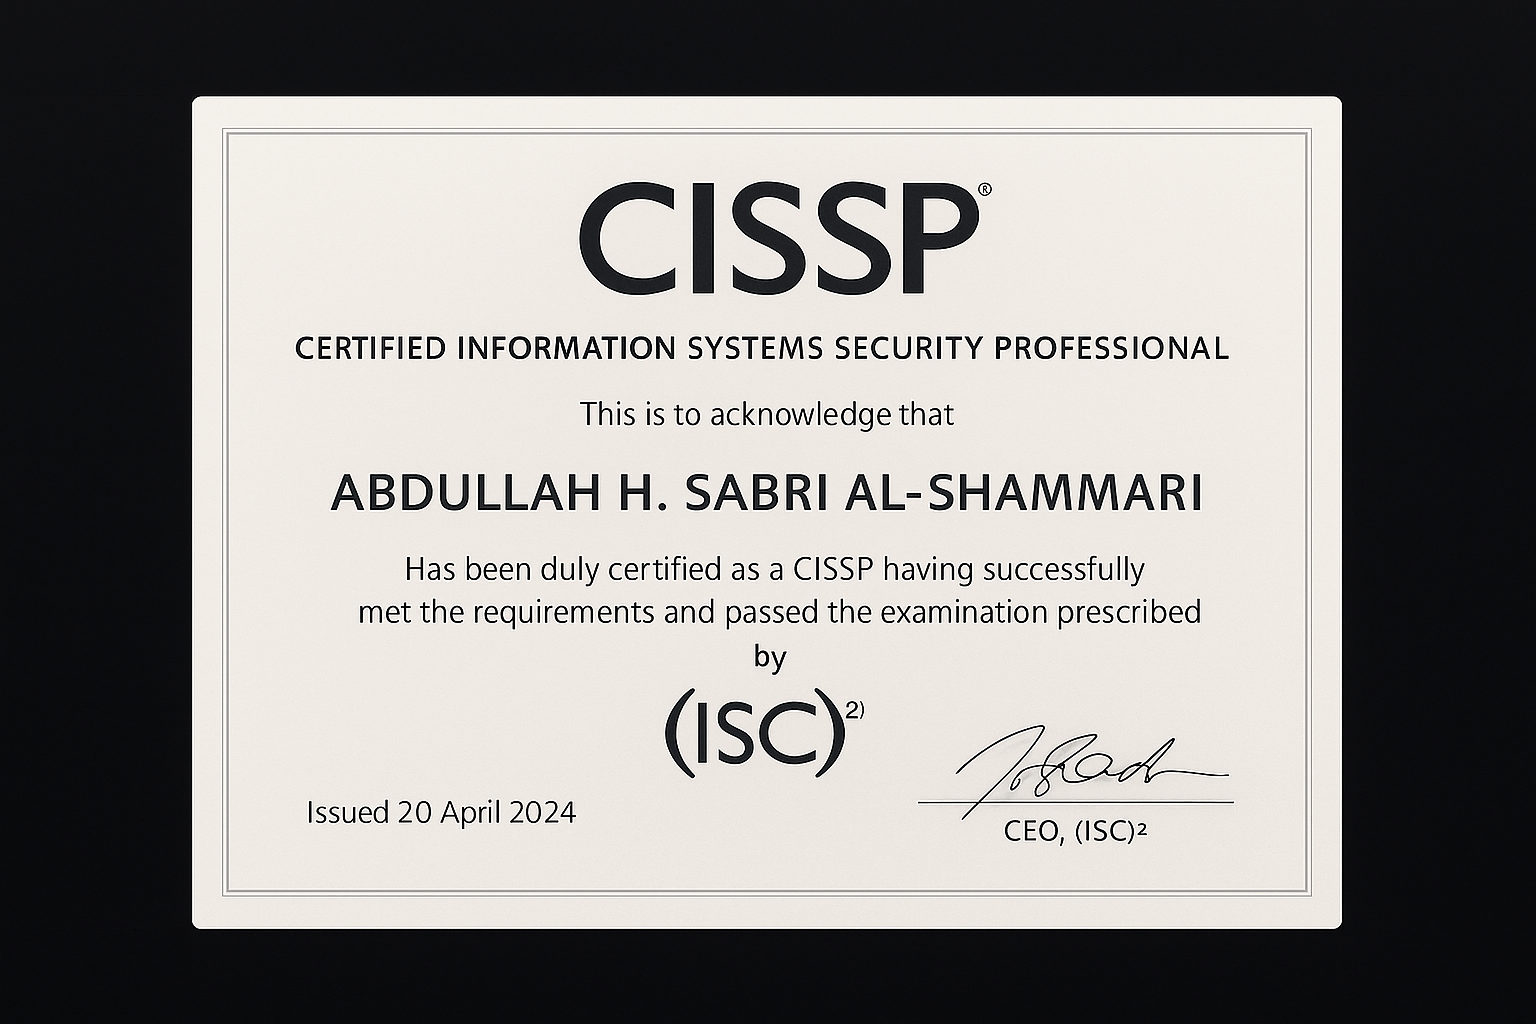 CISSP®
CERTIFIED INFORMATION SYSTEMS SECURITY PROFESSIONAL
This is to acknowledge that
ABDULLAH H. SABRI AL-SHAMMARI
Has been duly certified as a CISSP having successfully
met the requirements and passed the examination prescribed
by
(ISC)²⁾
Issued 20 April 2024
CEO, (ISC)²